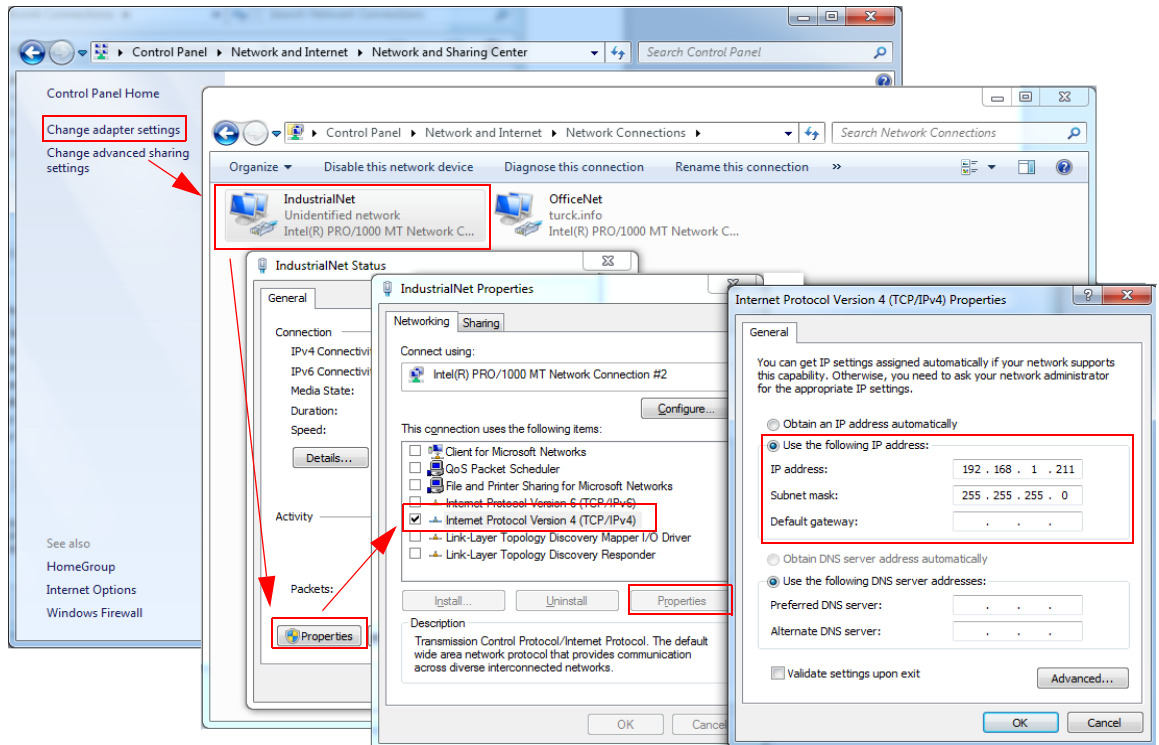 Control Panel Network and Internet Network and Sharing Center
Search Control Panel
Control Panel Home
Change adapter settings
Change advanced sharing
settings
See also
HomeGroup
Internet Options
Windows Firewall
Control Panel Network and Internet Network Connections
Search Network Connections
Organize Disable this network device Diagnose this connection Rename this connection »
IndustrialNet
Unidentified network
Intel(R) PRO/1000 MT Network C...
OfficeNet
turck.info
Intel(R) PRO/1000 MT Network C...
IndustrialNet Status
General
Connection
IPv4 Connectivi
IPv6 Connectivi
Media State:
Duration:
Speed:
Details...
Activity
Packets:
Properties
IndustrialNet Properties
Networking Sharing
Connect using:
Intel(R) PRO/1000 MT Network Connection #2
Configure...
This connection uses the following items:
Client for Microsoft Networks
QoS Packet Scheduler
File and Printer Sharing for Microsoft Networks
Internet Protocol Version 6 (TCP/IPv6)
Internet Protocol Version 4 (TCP/IPv4)
Link-Layer Topology Discovery Mapper I/O Driver
Link-Layer Topology Discovery Responder
Install... Uninstall Properties
Description
Transmission Control Protocol/Internet Protocol. The default
wide area network protocol that provides communication
across diverse interconnected networks.
OK Cancel
Internet Protocol Version 4 (TCP/IPv4) Properties
General
You can get IP settings assigned automatically if your network supports
this capability. Otherwise, you need to ask your network administrator
for the appropriate IP settings.
Obtain an IP address automatically
Use the following IP address:
IP address: 192 . 168 . 1 . 211
Subnet mask: 255 . 255 . 255 . 0
Default gateway: . . .
Obtain DNS server address automatically
Use the following DNS server addresses:
Preferred DNS server: . . .
Alternate DNS server: . . .
Validate settings upon exit
Advanced...
OK Cancel